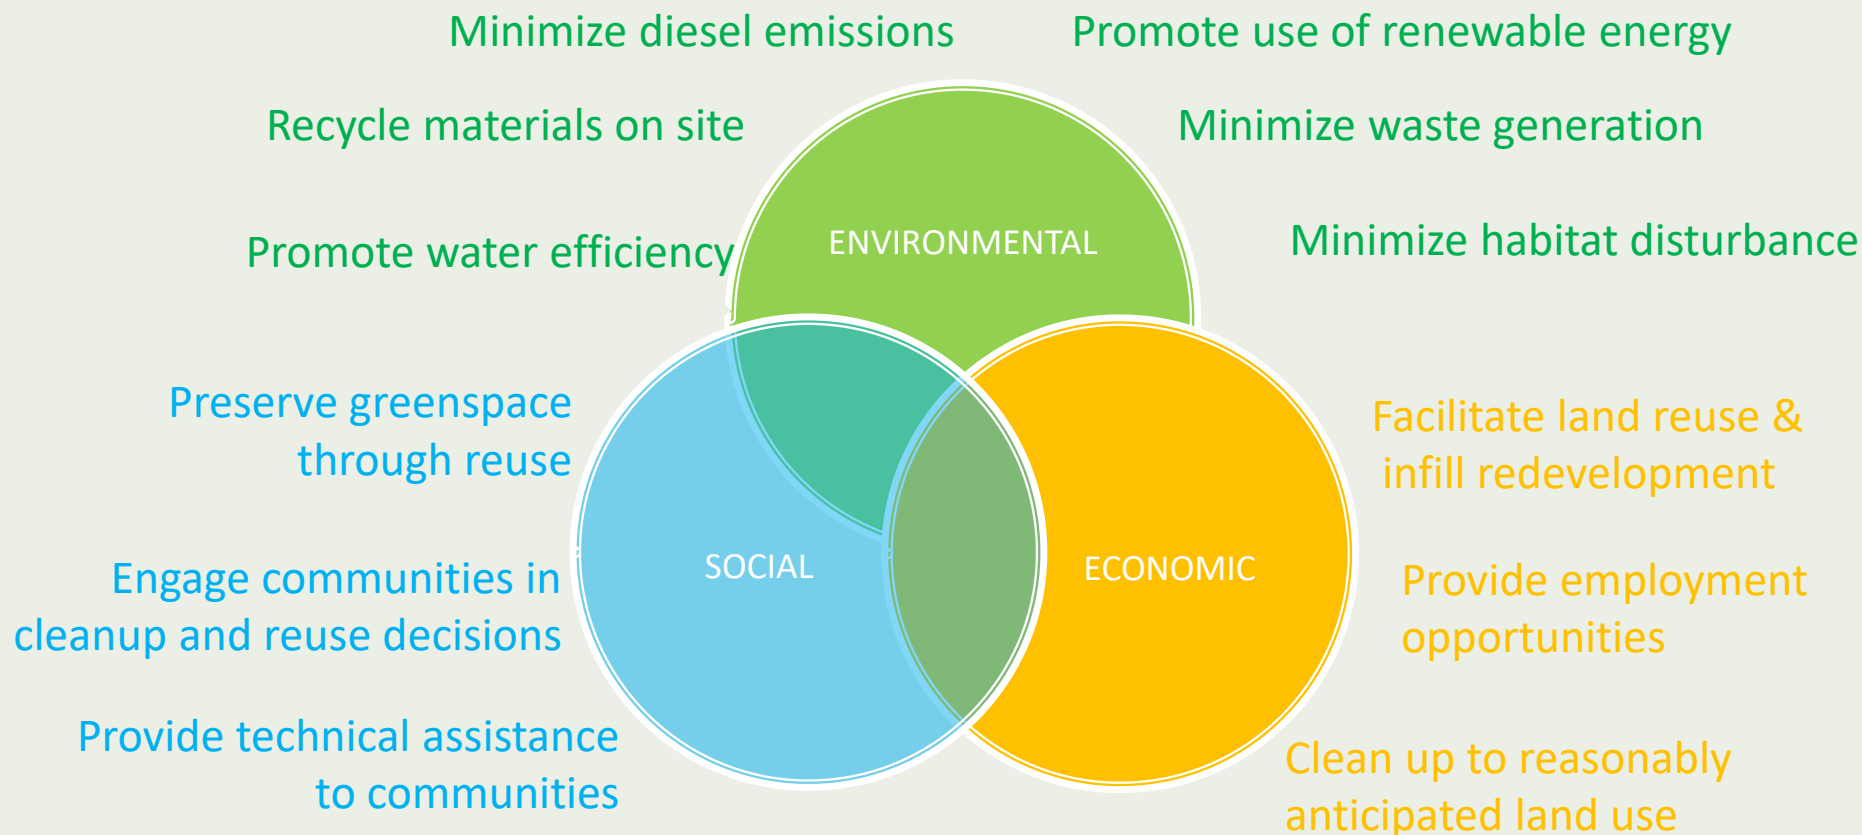 Minimize diesel emissions
Promote use of renewable energy
Recycle materials on site
Minimize waste generation
Promote water efficiency
ENVIRONMENTAL
Minimize habitat disturbance
Preserve greenspace
through reuse
Facilitate land reuse &
infill redevelopment
Engage communities in
cleanup and reuse decisions
SOCIAL
ECONOMIC
Provide employment
opportunities
Provide technical assistance
to communities
Clean up to reasonably
anticipated land use